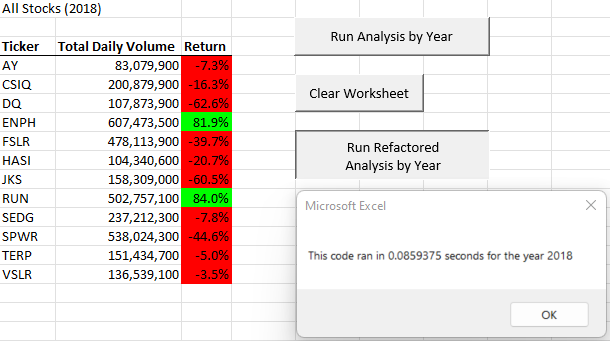 All Stocks (2018)
Run Analysis by Year
Ticker Total Daily Volume Return
AY 83,079,900 -7.3%
CSIQ 200,879,900 -16.3%
Clear Worksheet
DQ 107,873,900 -62.6%
ENPH 607,473,500 81.9%
FSLR 478,113,900 -39.7%
HASI 104,340,600 -20.7%
JKS 158,309,000 -60.5%
RUN 502,757,100 84.0%
SEDG 237,212,300 -7.8%
SPWR 538,024,300 -44.6%
TERP 151,434,700 -5.0%
VSLR 136,539,100 -3.5%
Run Refactored
Analysis by Year
Microsoft Excel
This code ran in 0.0859375 seconds for the year 2018
OK